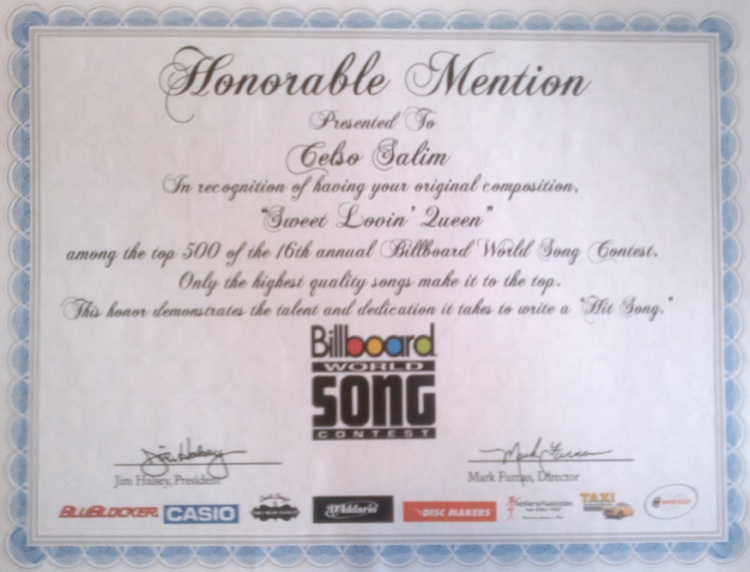 Honorable Mention
Presented To
Celso Salim
In recognition of having your original composition,
"Sweet Lovin' Queen"
among the top 500 of the 16th annual Billboard World Song Contest.
Only the highest quality songs make it to the top.
This honor demonstrates the talent and dedication it takes to write a "Hit Song."
Billboard
WORLD
SONG
CONTEST
Jim Halsey, President
Mark Furnas, Director
BLUBLOCKER.
CASIO
D'Addario
DISC MAKERS
TAXI